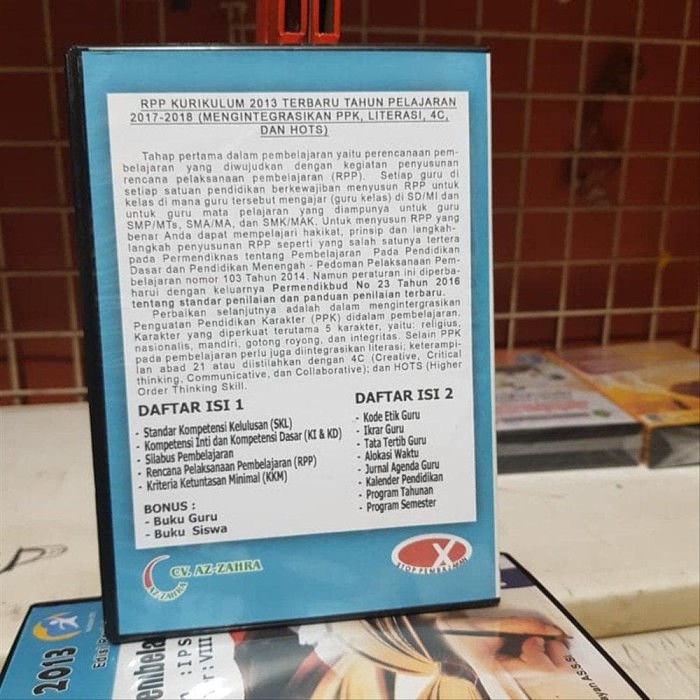 RPP KURIKULUM 2013 TERBARU TAHUN PELAJARAN
2017-2018 (MENGINTEGRASIKAN PPK, LITERASI, 4C,
DAN HOTS)
Tahap pertama dalam pembelajaran yaitu perencanaan pem-
belajaran yang diwujudkan dengan kegiatan penyusunan
rencana pelaksanaan pembelajaran (RPP). Setiap guru di
setiap satuan pendidikan berkewajiban menyusun RPP untuk
kelas di mana guru tersebut mengajar (guru kelas) di SD/MI dan
untuk guru mata pelajaran yang diampunya untuk guru
SMP/MTs, SMA/MA, dan SMK/MAK. Untuk menyusun RPP yang
benar Anda dapat mempelajari hakikat, prinsip dan langkah-
langkah penyusunan RPP seperti yang salah satunya tertera
pada Permendiknas tentang Pembelajaran Pada Pendidikan
Dasar dan Pendidikan Menengah - Pedoman Pelaksanaan Pem-
belajaran nomor 103 Tahun 2014. Namun peraturan ini diperba-
harui dengan keluarnya Permendikbud No 23 Tahun 2016
tentang standar penilaian dan panduan penilaian terbaru.
Perbaikan selanjutnya adalah dalam mengintergrasikan
Penguatan Pendidikan Karakter (PPK) didalam pembelajaran.
Karakter yang diperkuat terutama 5 karakter, yaitu: religius,
nasionalis, mandiri, gotong royong, dan integritas. Selain PPK
pada pembelajaran perlu juga diintegrasikan literasi; keterampi-
lan abad 21 atau diistilahkan dengan 4C (Creative, Critical
thinking, Communicative, dan Collaborative); dan HOTS (Higher
Order Thinking Skill.
DAFTAR ISI 1
- Standar Kompetensi Kelulusan (SKL)
- Kompetensi Inti dan Kompetensi Dasar (KI & KD)
- Silabus Pembelajaran
- Rencana Pelaksanaan Pembelajaran (RPP)
- Kriteria Ketuntasan Minimal (KKM)
BONUS :
- Buku Guru
- Buku Siswa
DAFTAR ISI 2
- Kode Etik Guru
- Ikrar Guru
- Tata Tertib Guru
- Alokasi Waktu
- Jurnal Agenda Guru
- Kalender Pendidikan
- Program Tahunan
- Program Semester
CV. AZ-ZAHRA
AZ-ZAHRA
X
STOP PEMBAJAKAN
2013
Edisi
: IPS
: VIII